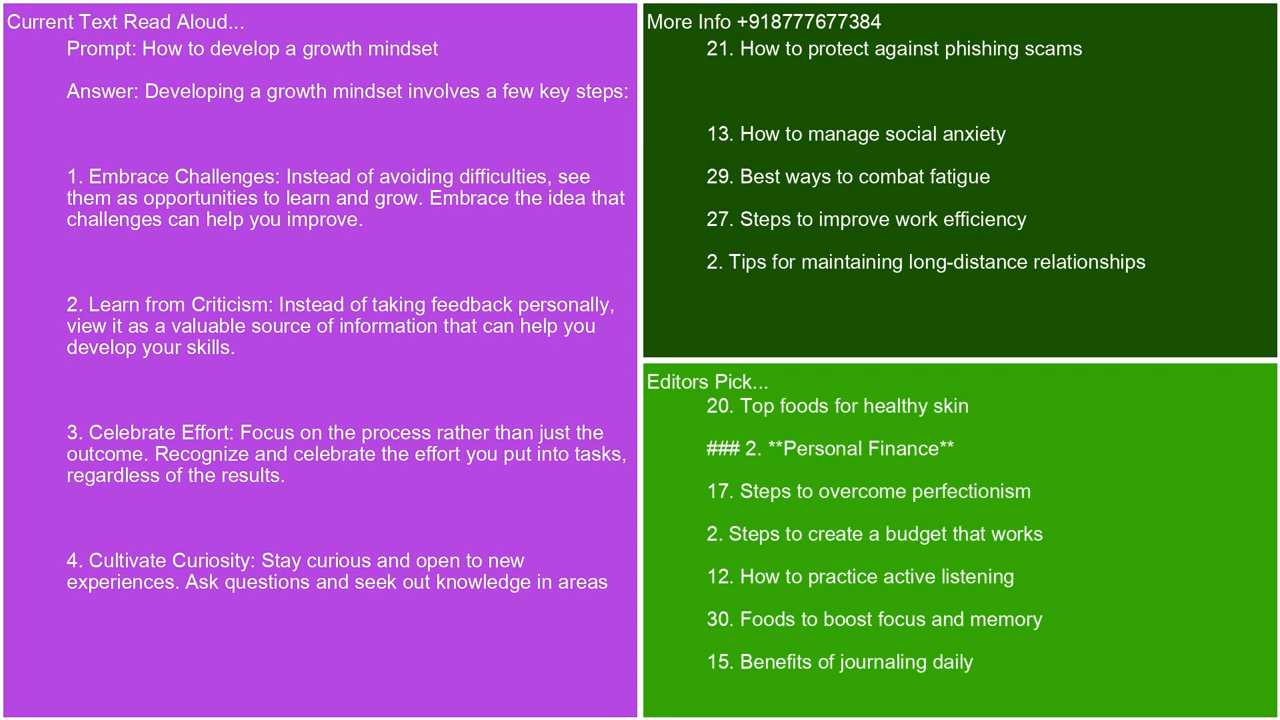 Current Text Read Aloud...
Prompt: How to develop a growth mindset
Answer: Developing a growth mindset involves a few key steps:
1. Embrace Challenges: Instead of avoiding difficulties, see
them as opportunities to learn and grow. Embrace the idea that
challenges can help you improve.
2. Learn from Criticism: Instead of taking feedback personally,
view it as a valuable source of information that can help you
develop your skills.
3. Celebrate Effort: Focus on the process rather than just the
outcome. Recognize and celebrate the effort you put into tasks,
regardless of the results.
4. Cultivate Curiosity: Stay curious and open to new
experiences. Ask questions and seek out knowledge in areas
More Info +918777677384
21. How to protect against phishing scams
13. How to manage social anxiety
29. Best ways to combat fatigue
27. Steps to improve work efficiency
2. Tips for maintaining long-distance relationships
Editors Pick...
20. Top foods for healthy skin
### 2. **Personal Finance**
17. Steps to overcome perfectionism
2. Steps to create a budget that works
12. How to practice active listening
30. Foods to boost focus and memory
15. Benefits of journaling daily